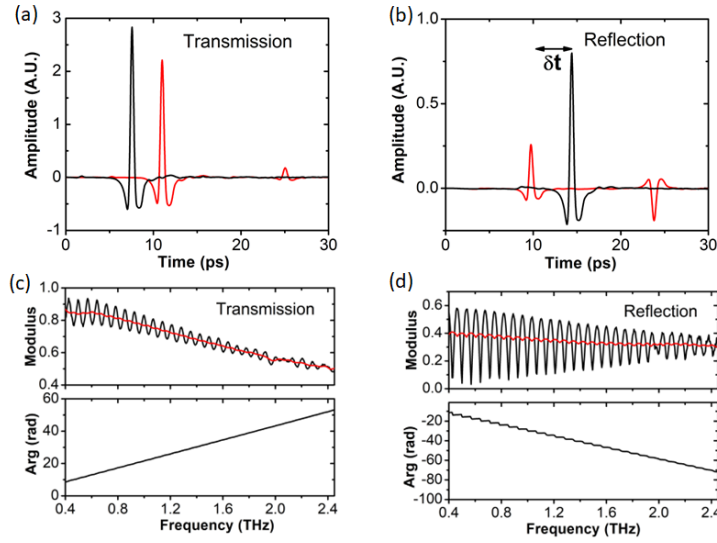 (a)
Transmission
Amplitude (A.U.)
3
2
1
0
-1
0 10 20 30
Time (ps)
(b)
Reflection
δt
Amplitude (A.U.)
1.0
0.5
0.0
0 10 20 30
Time (ps)
(c)
Transmission
Modulus
1.0
0.8
0.6
0.4
Arg (rad)
60
40
20
0
0.4 0.8 1.2 1.6 2.0 2.4
Frequency (THz)
(d)
Reflection
Modulus
0.6
0.4
0.2
0.0
Arg (rad)
-20
-40
-60
-80
-100
0.4 0.8 1.2 1.6 2.0 2.4
Frequency (THz)